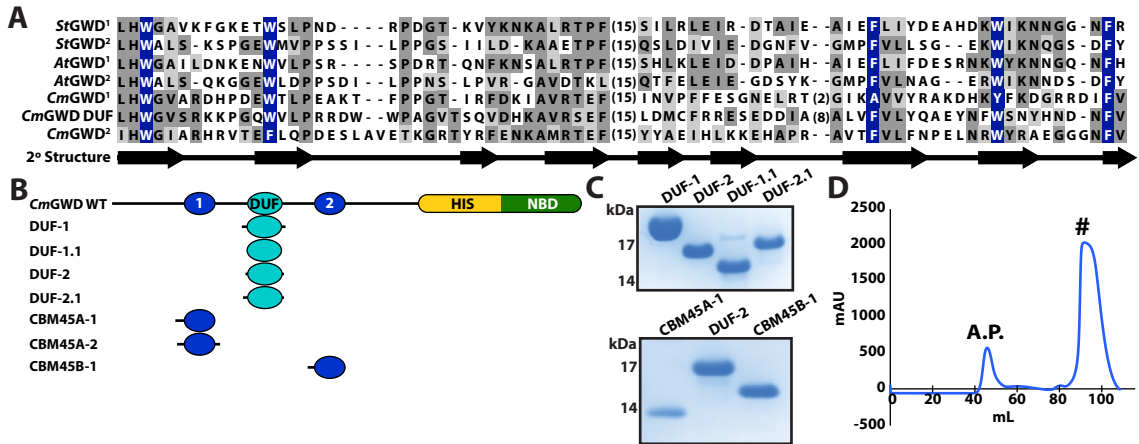 A
StGWD¹ LHWGAVKFGKETWSLPND---RPDGT-KVYKNKALRTPF(15)SILRLEIR-DTAIE--AIEFLIYDEAHDKWIKNNGG-NFR
StGWD² LHWALS-KSPGEWMVPPSSI--LPPGS-IILD-KAAETPF(15)QSLDIVIE-DGNFV--GMPFVLLSG--EKWIKNQGS-DFY
AtGWD¹ LHWGAILDNKENWVLPSR----SPDRT-QNFKNSALRTPF(15)SHLKLEID-DPAIH--AIEFLIFDESRNKWYKNNGQ-NFH
AtGWD² LHWALS-QKGGEWLDPPSDI--LPPNS-LPVR-GAVDTKL(15)QTFELEIE-GDSYK--GMPFVLNAG--ERWIKNNDS-DFY
CmGWD¹ LHWGVARDHPDEWTLPEAKT--FPPGT-IRFDKIAVRTEF(15)INVPFFESGNELRT(2)GIKAVVYRAKDHKYFKDGRRDIFV
CmGWD DUF LHWGVSRKKPGQWVLPRRDW--WPAGVTSQVDHKAVRSEF(15)LDMCFRRESEDDIA(8)ALVFVLYQAEYNFWSNYHND-NFV
CmGWD² IHWGIARHRVTEFLQPDESLAVETKGRTYRFENKAMRTEF(15)YYAEIHLKKEHAPR--AVTFVLFNPELNRWYRAEGGGNFV
2º Structure
B
CmGWD WT 1 DUF 2 HIS NBD
DUF-1
DUF-1.1
DUF-2
DUF-2.1
CBM45A-1
CBM45A-2
CBM45B-1
C
DUF-1 DUF-2 DUF-1.1 DUF-2.1
kDa
17
14
CBM45A-1 DUF-2 CBM45B-1
kDa
17
14
D
2500
2000
1500
1000
500
0
-500
mAU
A.P.
#
0 20 40 60 80 100
mL